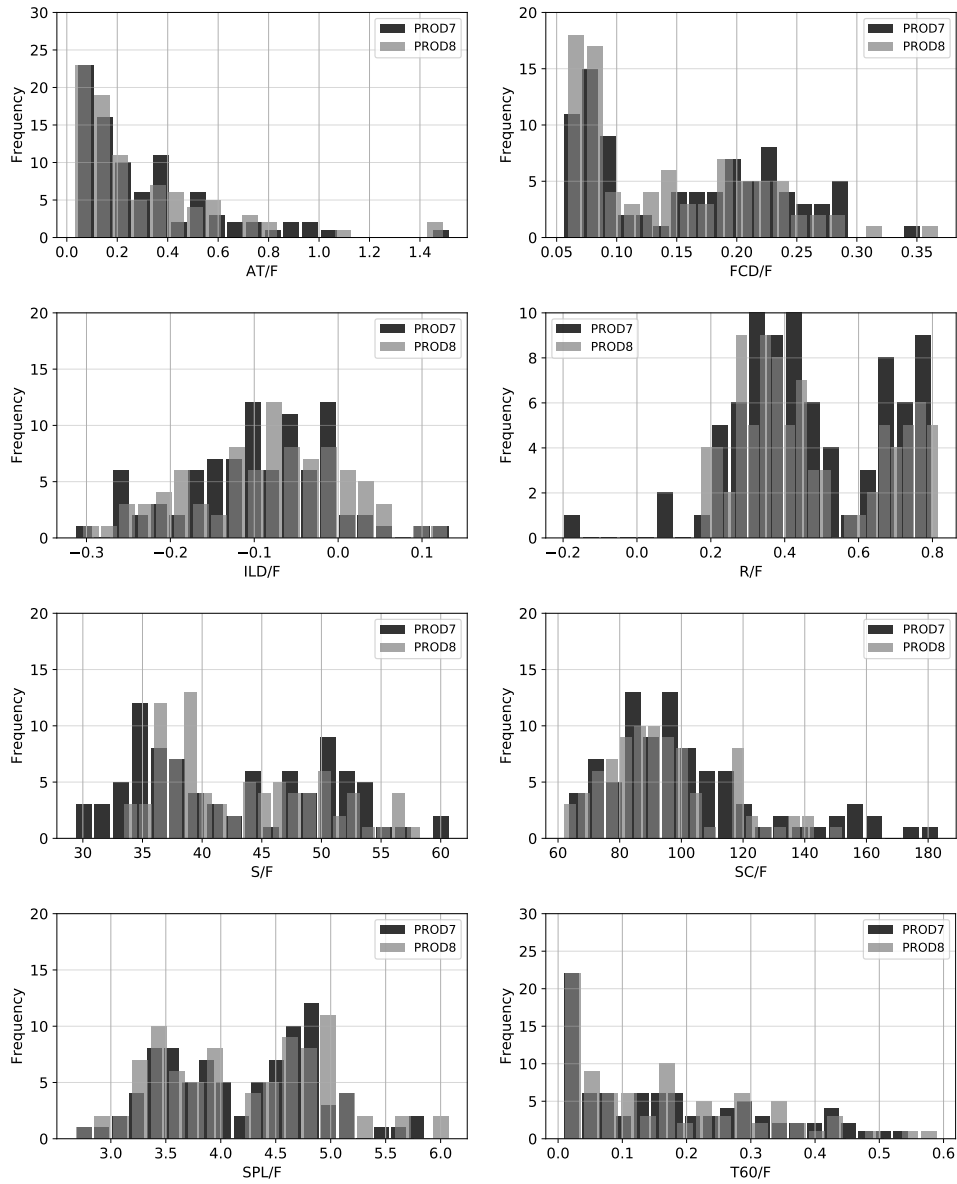 30
25
20
15
10
5
0
Frequency
0.0 0.2 0.4 0.6 0.8 1.0 1.2 1.4
AT/F
PROD7
PROD8
20
15
10
5
0
Frequency
0.05 0.10 0.15 0.20 0.25 0.30 0.35
FCD/F
PROD7
PROD8
20
15
10
5
0
Frequency
−0.3 −0.2 −0.1 0.0 0.1
ILD/F
PROD7
PROD8
10
8
6
4
2
0
Frequency
−0.2 0.0 0.2 0.4 0.6 0.8
R/F
PROD7
PROD8
20
15
10
5
0
Frequency
30 35 40 45 50 55 60
S/F
PROD7
PROD8
20
15
10
5
0
Frequency
60 80 100 120 140 160 180
SC/F
PROD7
PROD8
20
15
10
5
0
Frequency
3.0 3.5 4.0 4.5 5.0 5.5 6.0
SPL/F
PROD7
PROD8
30
25
20
15
10
5
0
Frequency
0.0 0.1 0.2 0.3 0.4 0.5 0.6
T60/F
PROD7
PROD8